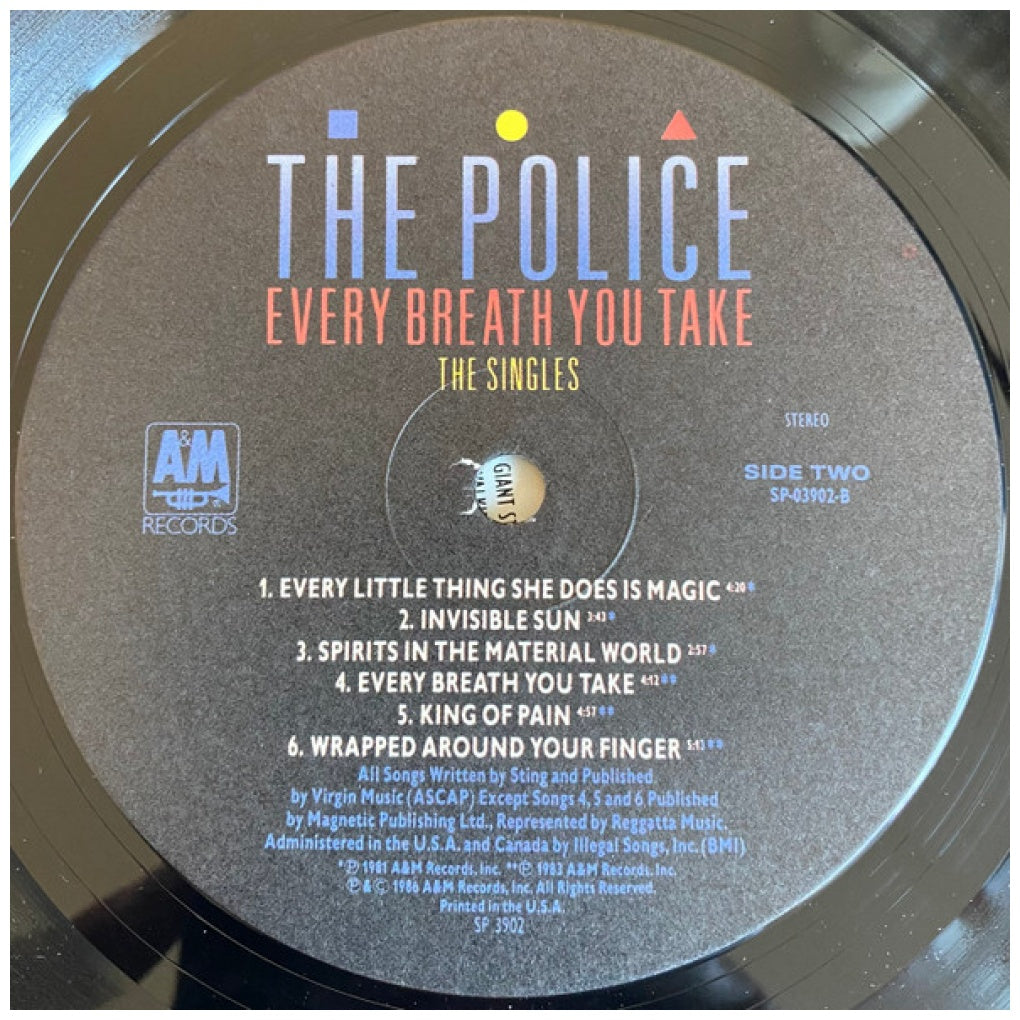 THE POLICE
EVERY BREATH YOU TAKE
THE SINGLES
STEREO
A&M
RECORDS
SIDE TWO
SP-03902-B
GIANT
1. EVERY LITTLE THING SHE DOES IS MAGIC 4:20*
2. INVISIBLE SUN 3:43*
3. SPIRITS IN THE MATERIAL WORLD 2:57*
4. EVERY BREATH YOU TAKE 4:12**
5. KING OF PAIN 4:57**
6. WRAPPED AROUND YOUR FINGER 5:13**
All Songs Written by Sting and Published
by Virgin Music (ASCAP) Except Songs 4, 5 and 6 Published
by Magnetic Publishing Ltd., Represented by Reggatta Music.
Administered in the U.S.A. and Canada by Illegal Songs, Inc. (BMI)
*℗ 1981 A&M Records, Inc. **℗ 1983 A&M Records, Inc.
℗ & © 1986 A&M Records, Inc. All Rights Reserved.
Printed in the U.S.A.
SP 3902